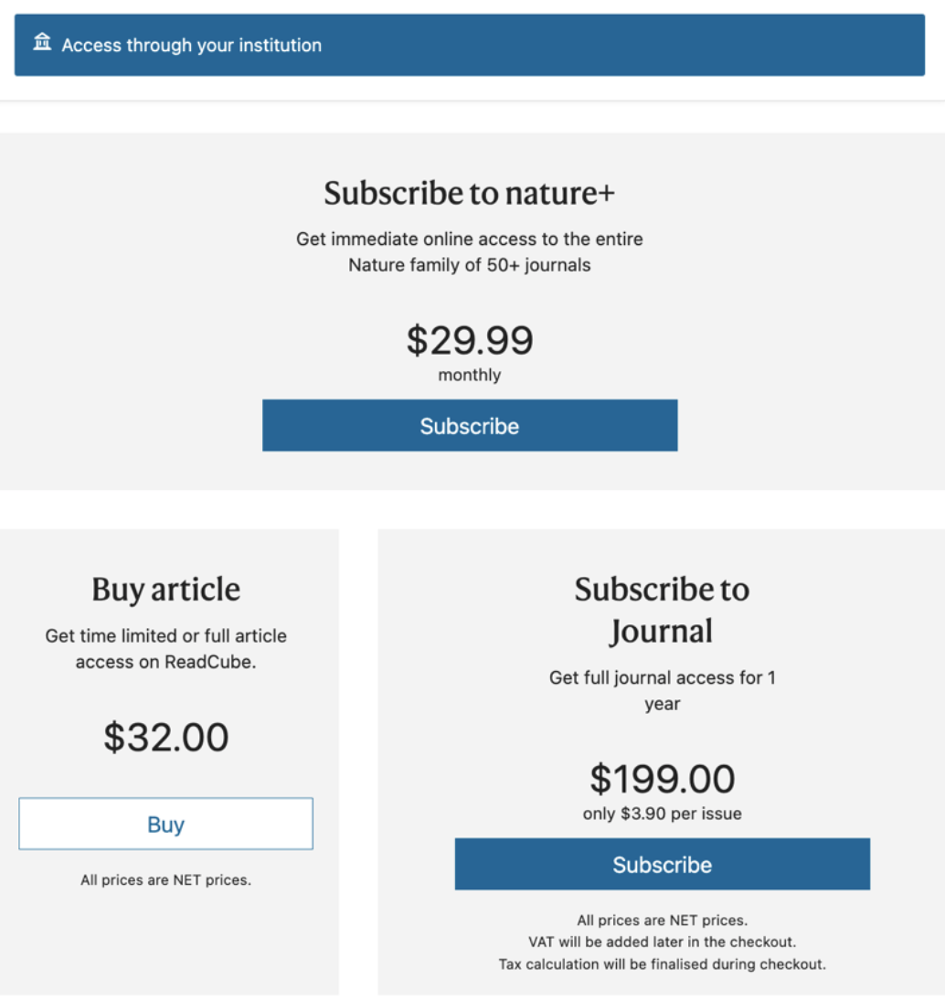 Access through your institution
Subscribe to nature+
Get immediate online access to the entire
Nature family of 50+ journals
$29.99
monthly
Subscribe
Buy article
Get time limited or full article
access on ReadCube.
$32.00
Buy
All prices are NET prices.
Subscribe to
Journal
Get full journal access for 1
year
$199.00
only $3.90 per issue
Subscribe
All prices are NET prices.
VAT will be added later in the checkout.
Tax calculation will be finalised during checkout.